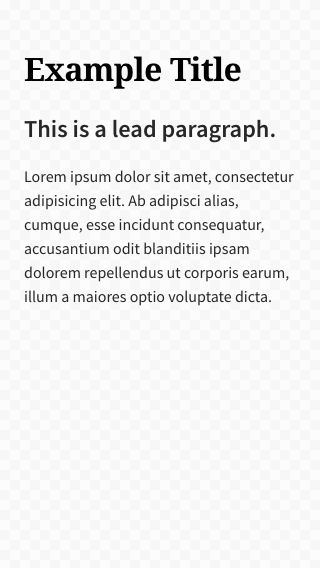 Example Title
This is a lead paragraph.
Lorem ipsum dolor sit amet, consectetur
adipisicing elit. Ab adipisci alias,
cumque, esse incidunt consequatur,
accusantium odit blanditiis ipsam
dolorem repellendus ut corporis earum,
illum a maiores optio voluptate dicta.